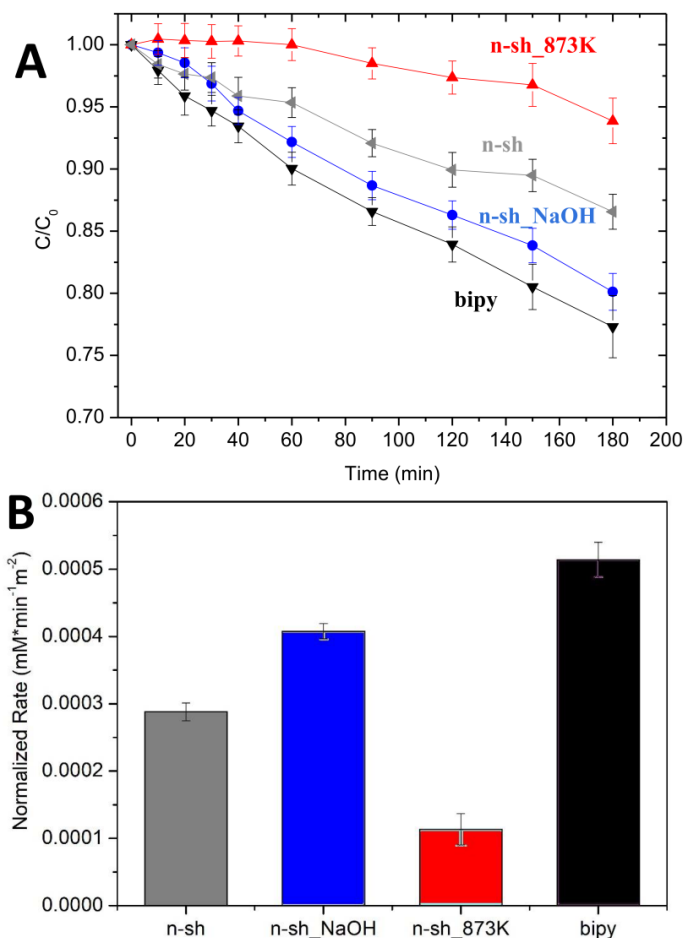 A
1.00
0.95
0.90
0.85
0.80
0.75
0.70
C/C0
n-sh_873K
n-sh
n-sh_NaOH
bipy
0 20 40 60 80 100 120 140 160 180 200
Time (min)
B
0.0006
0.0005
0.0004
0.0003
0.0002
0.0001
0.0000
Normalized Rate (mM*min-1m-2)
n-sh n-sh_NaOH n-sh_873K bipy